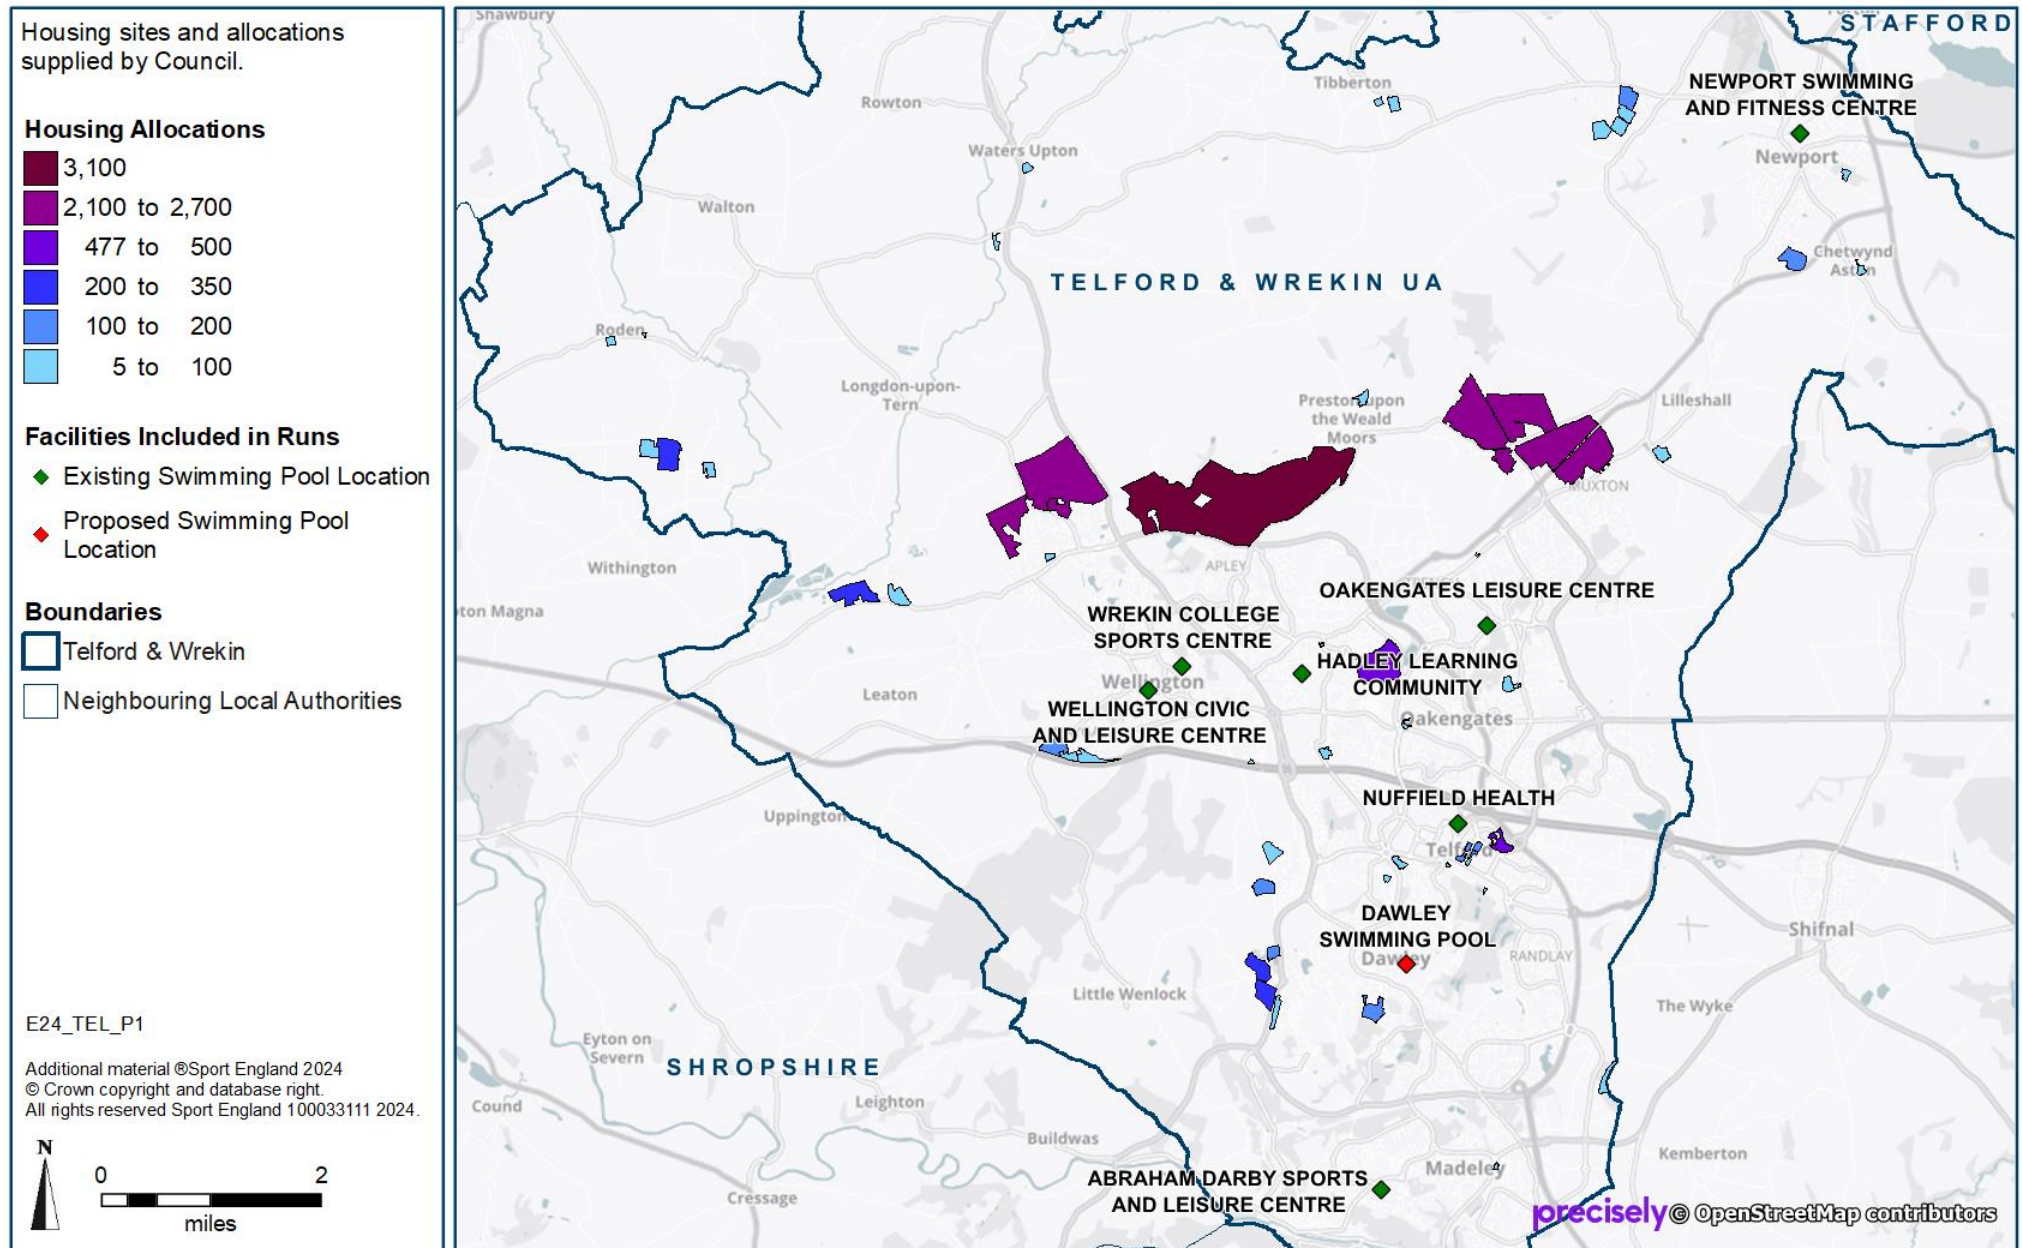 Housing sites and allocations
supplied by Council.
Housing Allocations
3,100
2,100 to 2,700
477 to 500
200 to 350
100 to 200
5 to 100
Facilities Included in Runs
Existing Swimming Pool Location
Proposed Swimming Pool
Location
Boundaries
Telford & Wrekin
Neighbouring Local Authorities
E24_TEL_P1
Additional material ®Sport England 2024
© Crown copyright and database right.
All rights reserved Sport England 100033111 2024.
N
0 2
miles
Shawbury
STAFFORD
Tibberton
NEWPORT SWIMMING
AND FITNESS CENTRE
Rowton
Waters Upton
Newport
Walton
Chetwynd
Aston
TELFORD & WREKIN UA
Roden
Longdon-upon-
Tern
Preston upon
the Weald
Moors
Lilleshall
MUXTON
Withington
APLEY
OAKENGATES LEISURE CENTRE
pton Magna
WREKIN COLLEGE
SPORTS CENTRE
HADLEY LEARNING
COMMUNITY
Wellington
Leaton
WELLINGTON CIVIC
AND LEISURE CENTRE
Oakengates
NUFFIELD HEALTH
Uppington
Telford
DAWLEY
SWIMMING POOL
Dawley
RANDLAY
Shifnal
Little Wenlock
The Wyke
Eyton on
Severn
SHROPSHIRE
Cound
Leighton
Buildwas
Kemberton
Madeley
ABRAHAM DARBY SPORTS
AND LEISURE CENTRE
Cressage
precisely © OpenStreetMap contributors